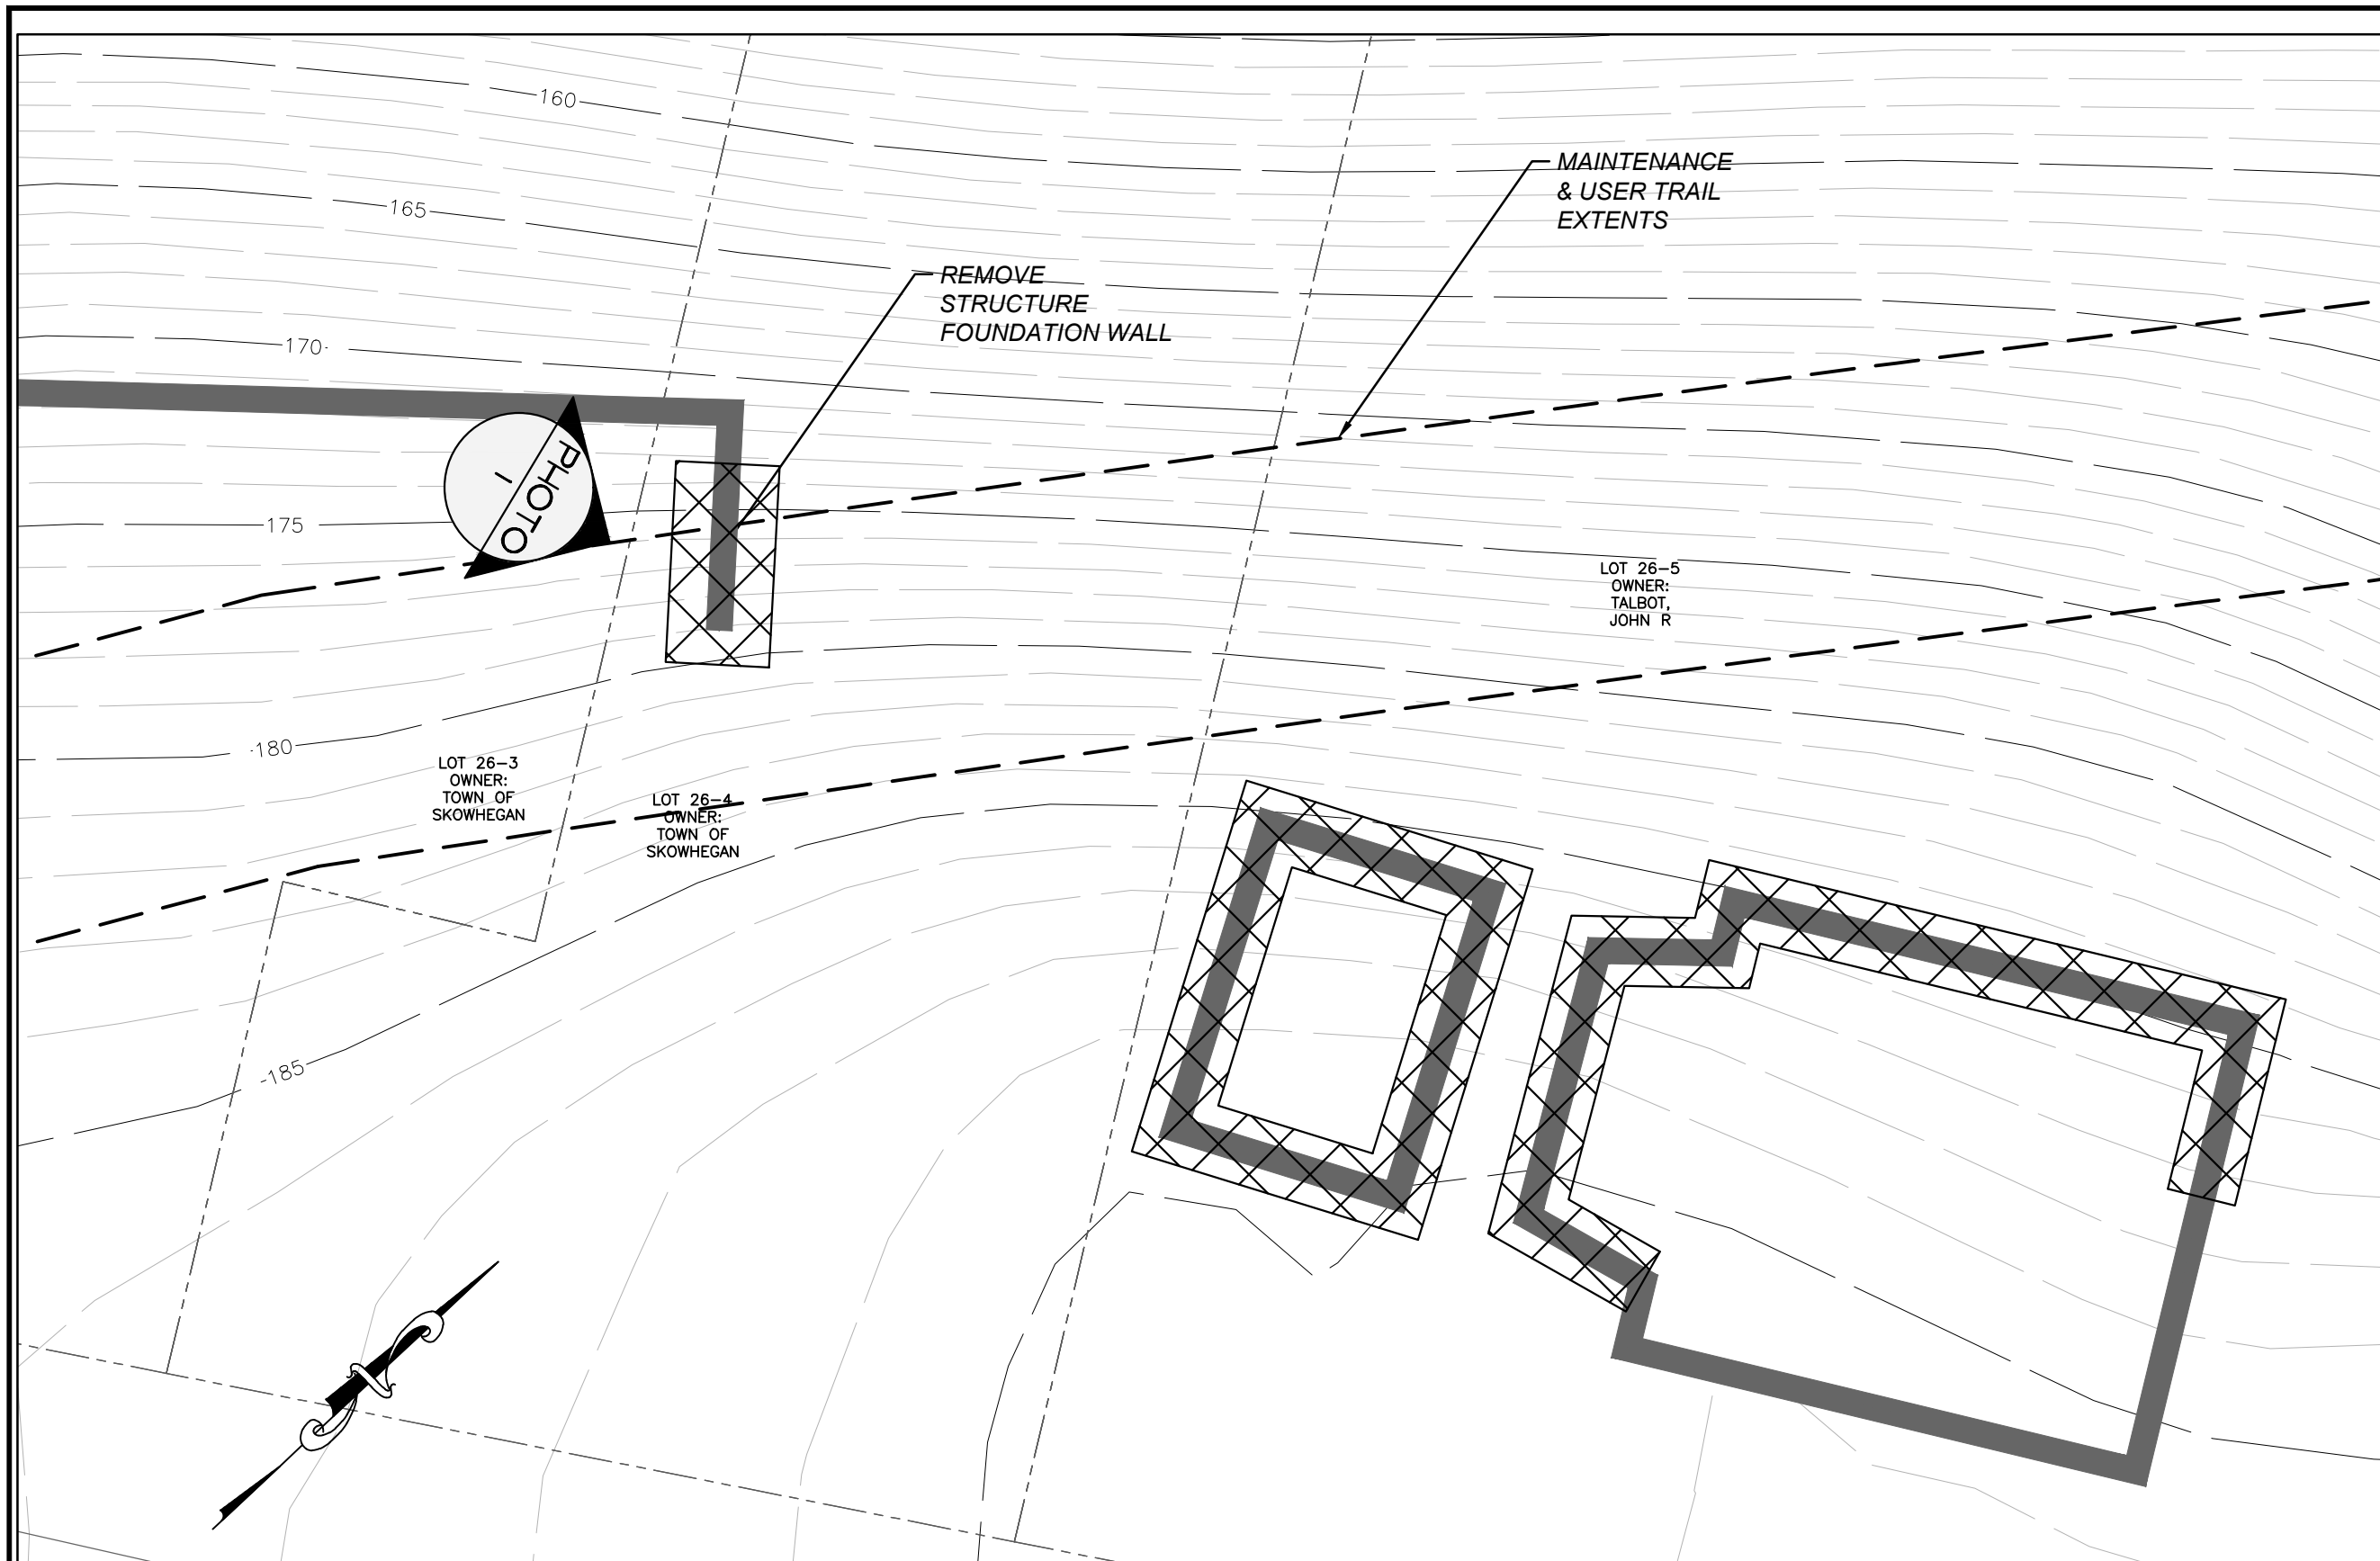 160
MAINTENANCE
& USER TRAIL
EXTENTS
165
REMOVE
STRUCTURE
FOUNDATION WALL
170
PHOTO
1
175
LOT 26-5
OWNER:
TALBOT,
JOHN R
180
LOT 26-3
OWNER:
TOWN OF
SKOWHEGAN
LOT 26-4
OWNER:
TOWN OF
SKOWHEGAN
185